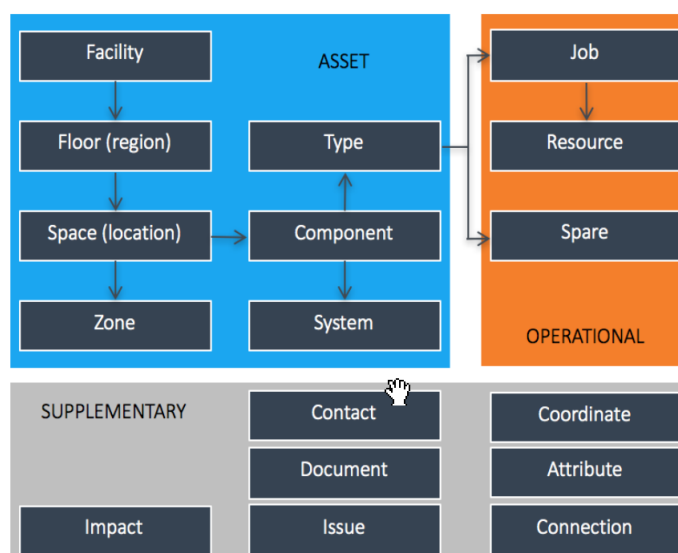 Facility
ASSET
Job
Floor (region)
Type
Resource
Space (location)
Component
Spare
Zone
System
OPERATIONAL
SUPPLEMENTARY
Contact
Coordinate
Document
Attribute
Impact
Issue
Connection